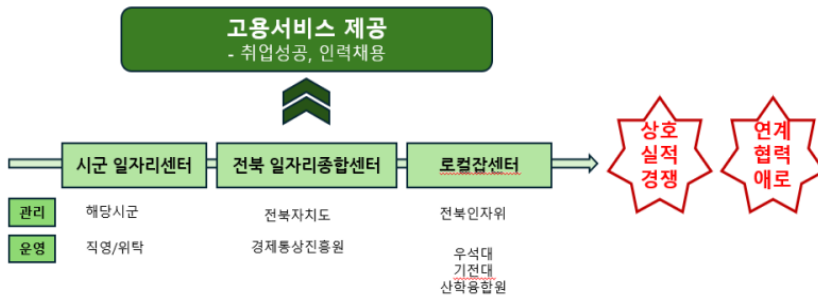 고용서비스 제공
- 취업성공, 인력채용
시군 일자리센터
전북 일자리종합센터
로컬잡센터
상호
실적
경쟁
연계
협력
애로
관리
해당시군
전북자치도
전북인자위
운영
직영/위탁
경제통상진흥원
우석대
기전대
산학융합원